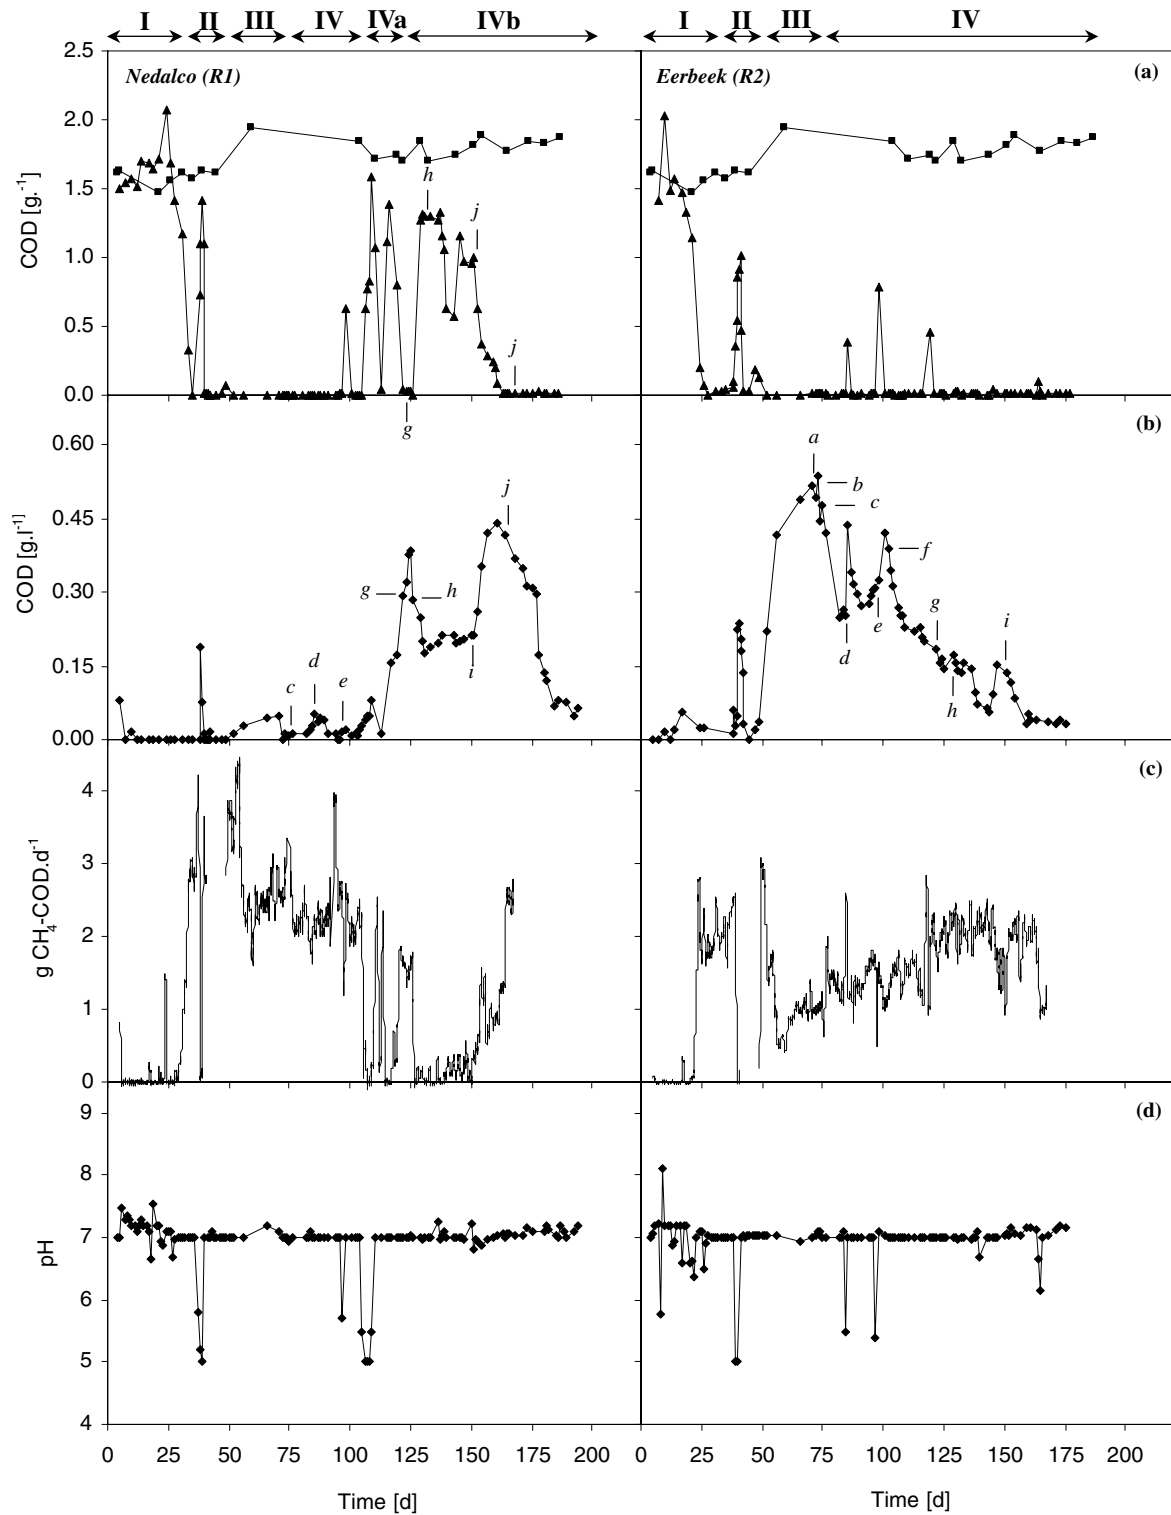 I II III IV IVa IVb I II III IV
Nedalco (R1) Eerbeek (R2) (a)
2.5
2.0
1.5
1.0
0.5
0.0
COD [g.⁻¹]
h
j
j
g
(b)
0.60
0.45
0.30
0.15
0.00
COD [g.l⁻¹]
c
d
e
g
h
i
j
a
b
c
d
e
f
g
h
i
(c)
4
3
2
1
0
g CH₄-COD.d⁻¹
(d)
9
8
7
6
5
4
pH
0 25 50 75 100 125 150 175 200 0 25 50 75 100 125 150 175 200
Time [d] Time [d]